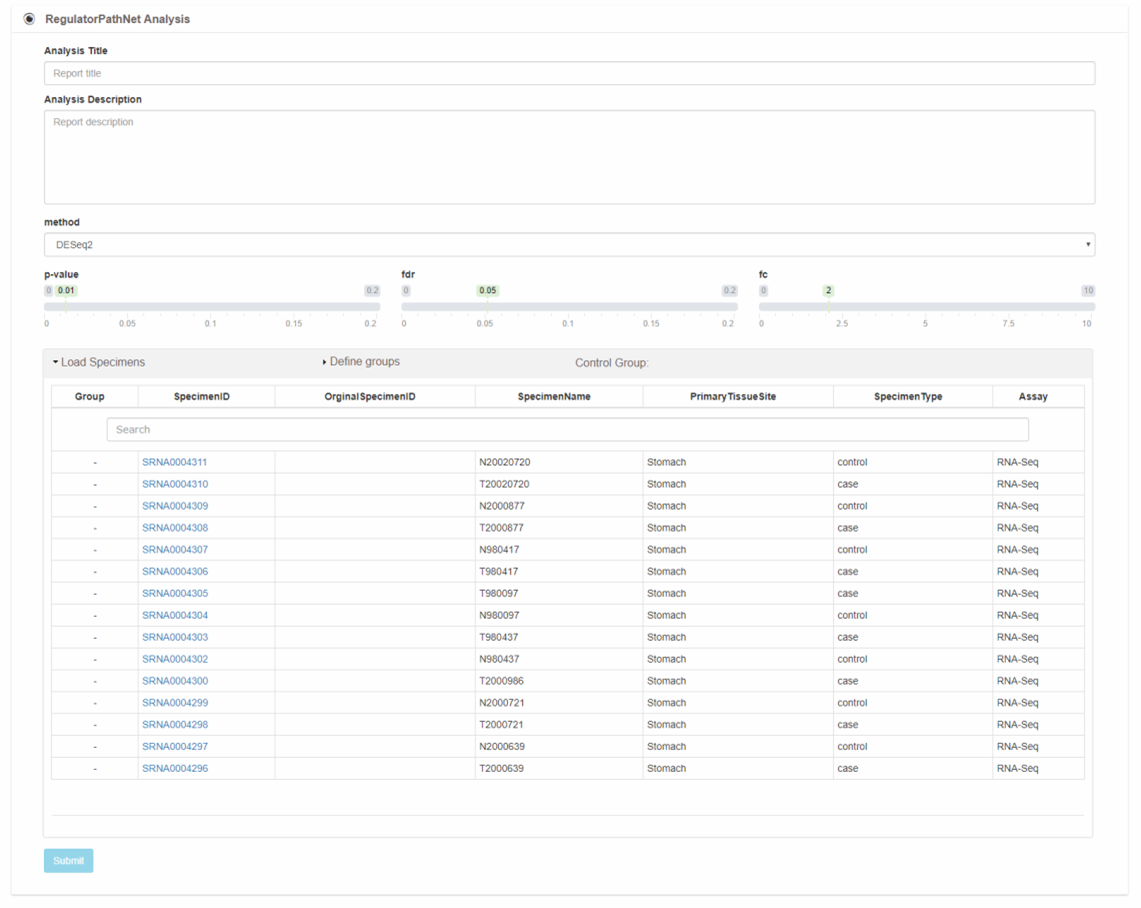 RegulatorPathNet Analysis
Analysis Title
Report title
Analysis Description
Report description
method
DESeq2
p-value fdr fc
0 0.01 0.2 0 0.05 0.2 0 2 10
0 0.05 0.1 0.15 0.2 0 0.05 0.1 0.15 0.2 0 2.5 5 7.5 10
Load Specimens Define groups Control Group:
Group SpecimenID OrginalSpecimenID SpecimenName PrimaryTissueSite SpecimenType Assay
Search
- SRNA0004311 N20020720 Stomach control RNA-Seq
- SRNA0004310 T20020720 Stomach case RNA-Seq
- SRNA0004309 N2000877 Stomach control RNA-Seq
- SRNA0004308 T2000877 Stomach case RNA-Seq
- SRNA0004307 N980417 Stomach control RNA-Seq
- SRNA0004306 T980417 Stomach case RNA-Seq
- SRNA0004305 T980097 Stomach case RNA-Seq
- SRNA0004304 N980097 Stomach control RNA-Seq
- SRNA0004303 T980437 Stomach case RNA-Seq
- SRNA0004302 N980437 Stomach control RNA-Seq
- SRNA0004300 T2000986 Stomach case RNA-Seq
- SRNA0004299 N2000721 Stomach control RNA-Seq
- SRNA0004298 T2000721 Stomach case RNA-Seq
- SRNA0004297 N2000639 Stomach control RNA-Seq
- SRNA0004296 T2000639 Stomach case RNA-Seq
Submit